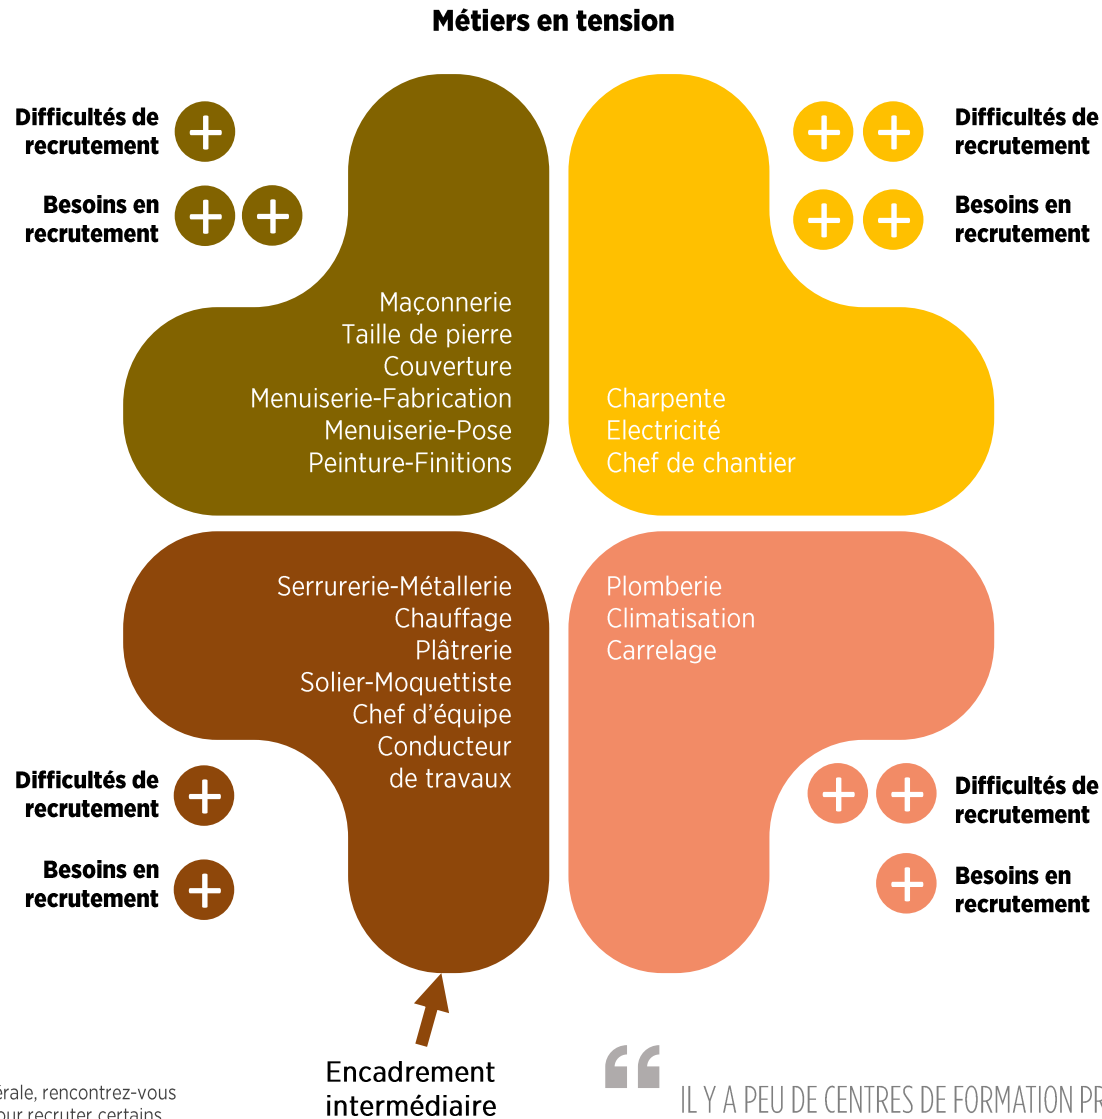 Métiers en tension
Difficultés de
recrutement
Besoins en
recrutement
Maçonnerie
Taille de pierre
Couverture
Menuiserie-Fabrication
Menuiserie-Pose
Peinture-Finitions
Difficultés de
recrutement
Besoins en
recrutement
Charpente
Electricité
Chef de chantier
Serrurerie-Métallerie
Chauffage
Plâtrerie
Solier-Moquettiste
Chef d’équipe
Conducteur
de travaux
Difficultés de
recrutement
Besoins en
recrutement
Plomberie
Climatisation
Carrelage
Difficultés de
recrutement
Besoins en
recrutement
Encadrement
intermédiaire
rencontrez-vous
recruter certains
“
IL Y A PEU DE CENTRES DE FORMATION